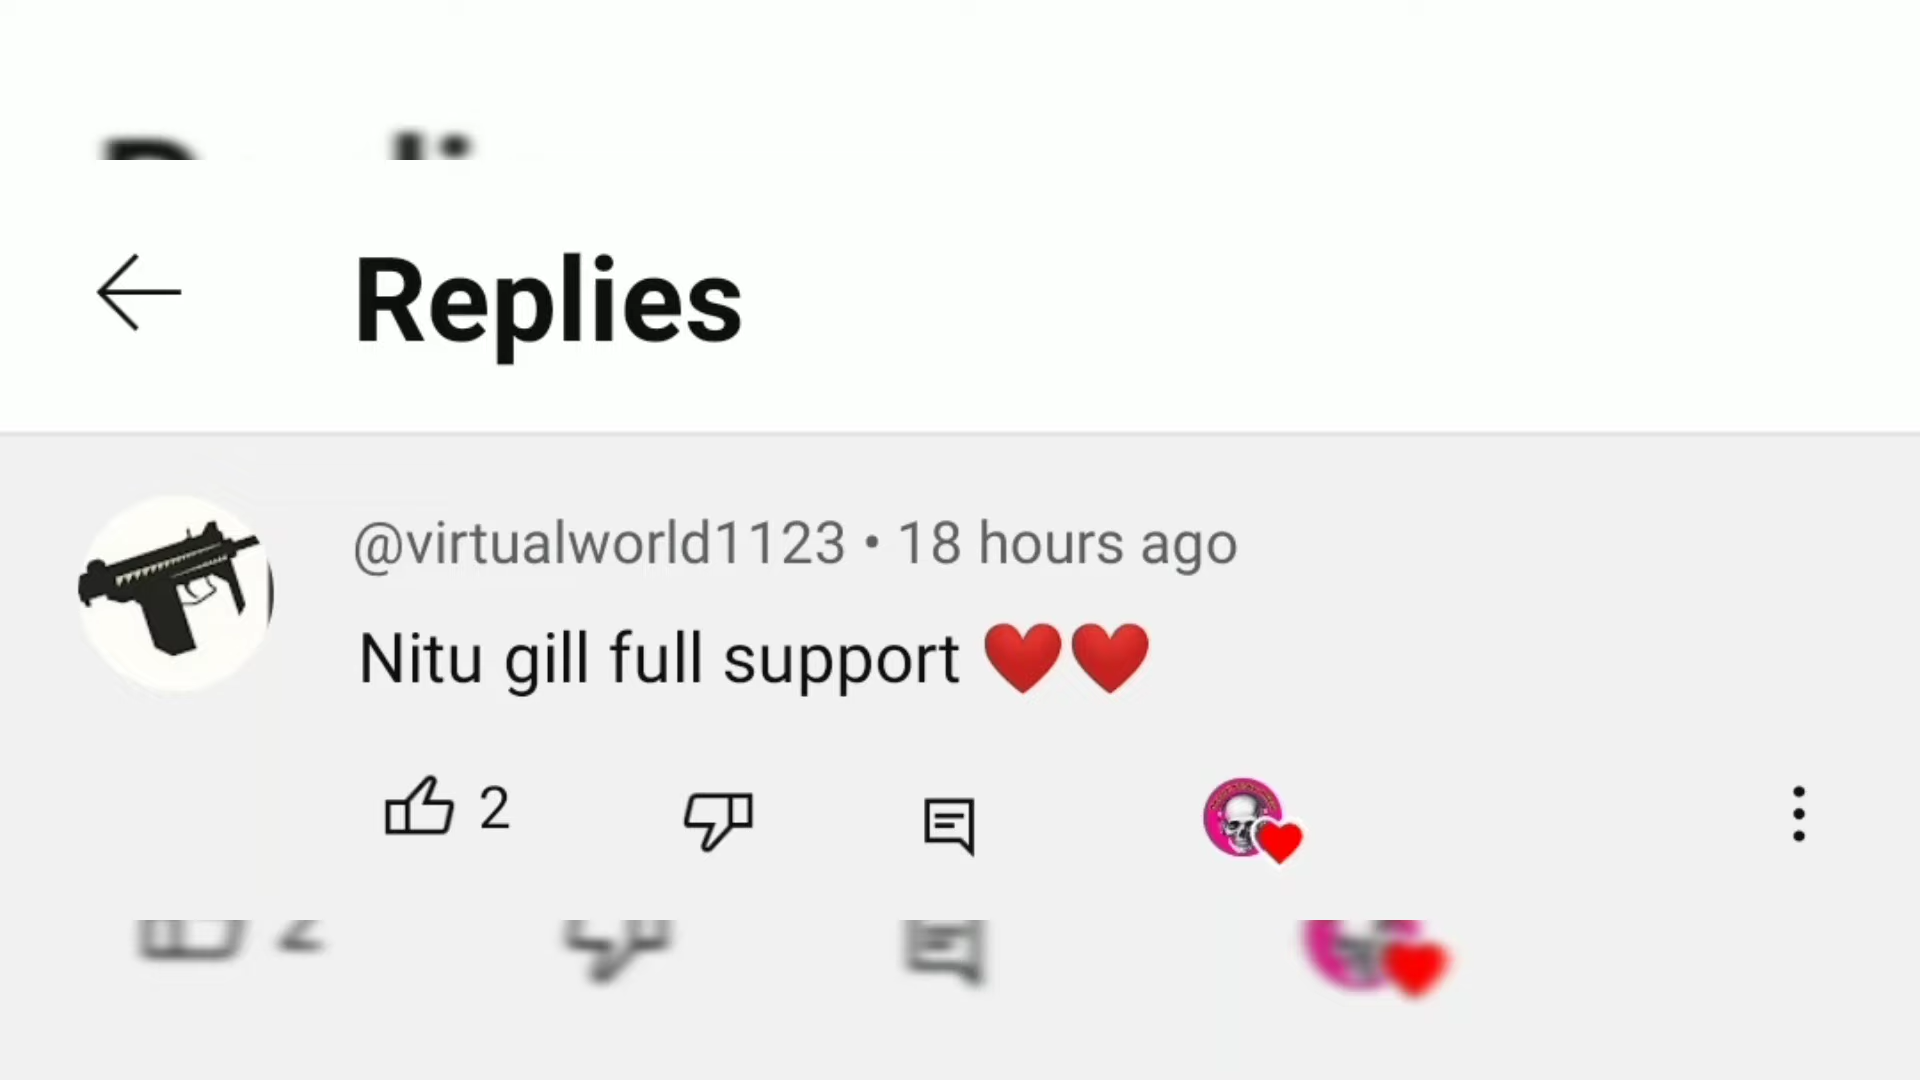 Replies
@virtualworld1123 • 18 hours ago
Nitu gill full support ❤️❤️
2